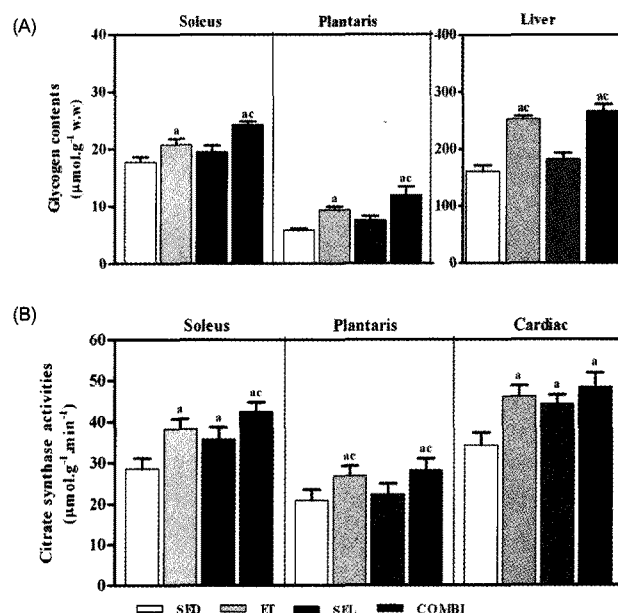 (A)
Soleus Plantaris Liver
Glycogen contents
(μmol.g⁻¹ w.w)
40
30
20
10
0
400
300
200
100
0
a ac
a ac
ac ac
(B)
Soleus Plantaris Cardiac
Citrate synthase activities
(μmol.g⁻¹.min⁻¹)
60
50
40
30
20
10
0
a a ac
ac ac
a a a
SED ET SEL COMBI